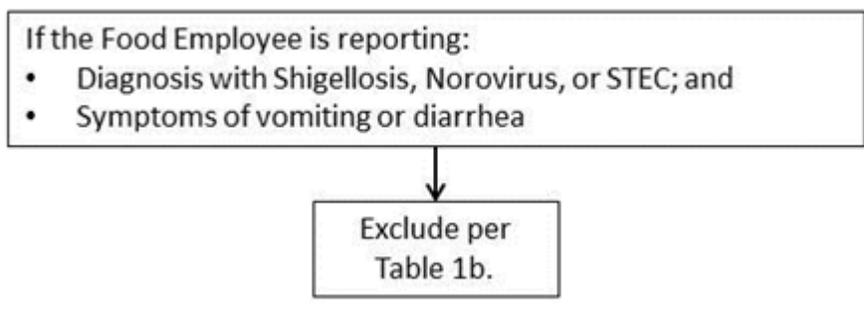 If the Food Employee is reporting:
• Diagnosis with Shigellosis, Norovirus, or STEC; and
• Symptoms of vomiting or diarrhea
Exclude per
Table 1b.